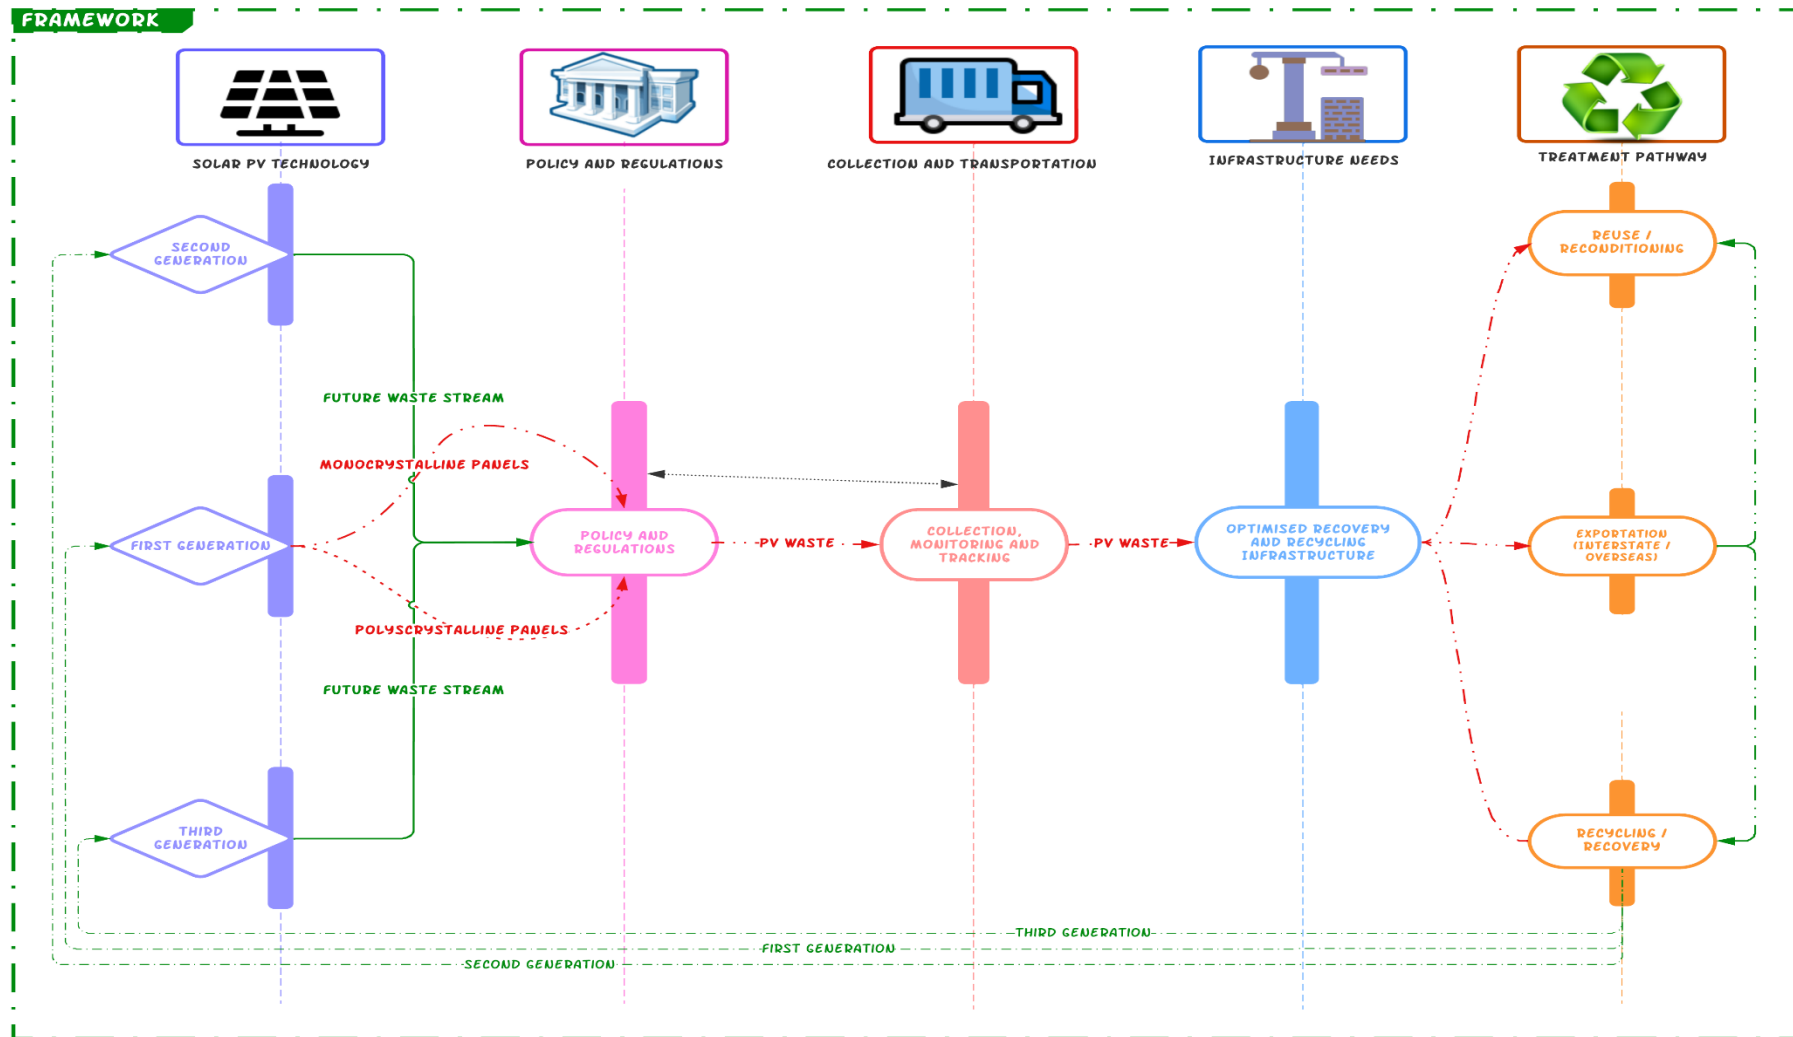 FRAMEWORK
SOLAR PV TECHNOLOGY
POLICY AND REGULATIONS
COLLECTION AND TRANSPORTATION
INFRASTRUCTURE NEEDS
TREATMENT PATHWAY
SECOND
GENERATION
REUSE /
RECONDITIONING
FUTURE WASTE STREAM
MONOCRYSTALLINE PANELS
FIRST GENERATION
POLICY AND
REGULATIONS
PV WASTE
COLLECTION,
MONITORING AND
TRACKING
PV WASTE
OPTIMISED RECOVERY
AND RECYCLING
INFRASTRUCTURE
EXPORTATION
(INTERSTATE /
OVERSEAS)
POLYSCRYSTALLINE PANELS
FUTURE WASTE STREAM
THIRD
GENERATION
RECYCLING /
RECOVERY
THIRD GENERATION
FIRST GENERATION
SECOND GENERATION